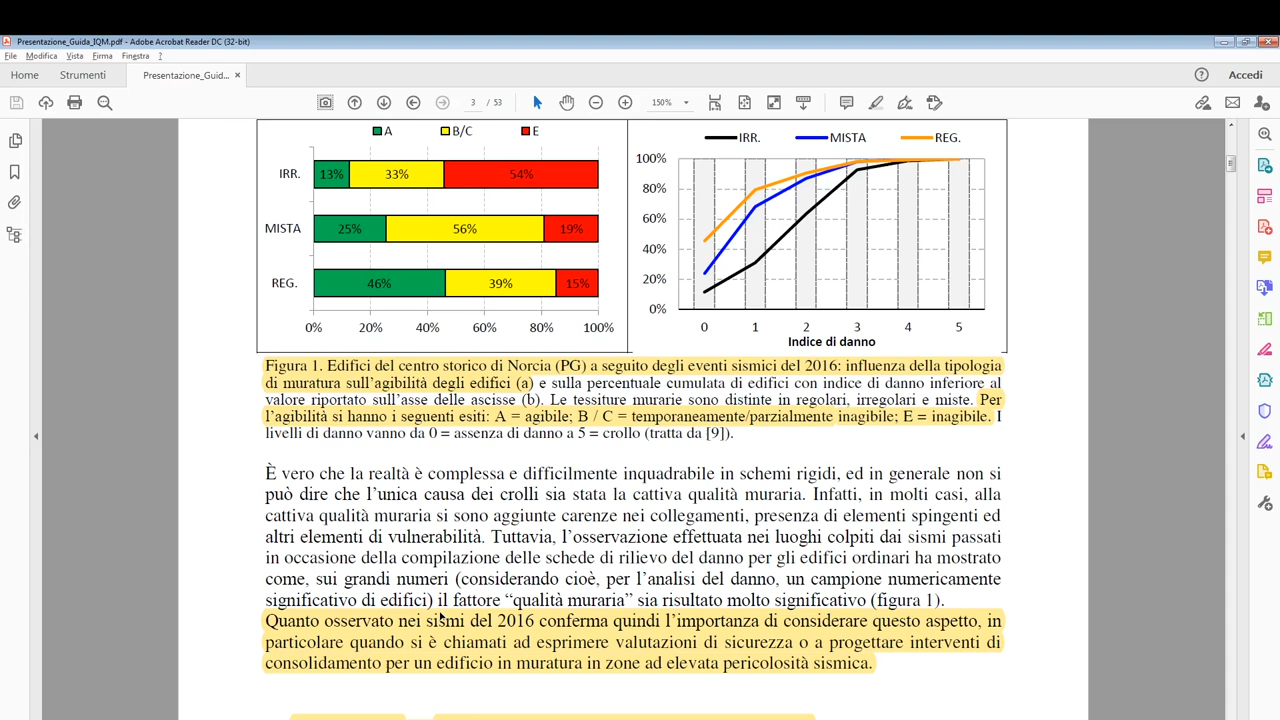 Presentazione_Guida_IQM.pdf - Adobe Acrobat Reader DC (32-bit)
File Modifica Vista Firma Finestra ?
Home Strumenti Presentazione_Guid... × Accedi
3 / 53 150%
A B/C E
IRR. 13% 33% 54%
MISTA 25% 56% 19%
REG. 46% 39% 15%
0% 20% 40% 60% 80% 100%
IRR. MISTA REG.
100%
80%
60%
40%
20%
0%
0 1 2 3 4 5
Indice di danno
Figura 1. Edifici del centro storico di Norcia (PG) a seguito degli eventi sismici del 2016: influenza della tipologia
di muratura sull’agibilità degli edifici (a) e sulla percentuale cumulata di edifici con indice di danno inferiore al
valore riportato sull’asse delle ascisse (b). Le tessiture murarie sono distinte in regolari, irregolari e miste. Per
l’agibilità si hanno i seguenti esiti: A = agibile; B / C = temporaneamente/parzialmente inagibile; E = inagibile. I
livelli di danno vanno da 0 = assenza di danno a 5 = crollo (tratta da [9]).
È vero che la realtà è complessa e difficilmente inquadrabile in schemi rigidi, ed in generale non si
può dire che l’unica causa dei crolli sia stata la cattiva qualità muraria. Infatti, in molti casi, alla
cattiva qualità muraria si sono aggiunte carenze nei collegamenti, presenza di elementi spingenti ed
altri elementi di vulnerabilità. Tuttavia, l’osservazione effettuata nei luoghi colpiti dai sismi passati
in occasione della compilazione delle schede di rilievo del danno per gli edifici ordinari ha mostrato
come, sui grandi numeri (considerando cioè, per l’analisi del danno, un campione numericamente
significativo di edifici) il fattore “qualità muraria” sia risultato molto significativo (figura 1).
Quanto osservato nei sismi del 2016 conferma quindi l’importanza di considerare questo aspetto, in
particolare quando si è chiamati ad esprimere valutazioni di sicurezza o a progettare interventi di
consolidamento per un edificio in muratura in zone ad elevata pericolosità sismica.